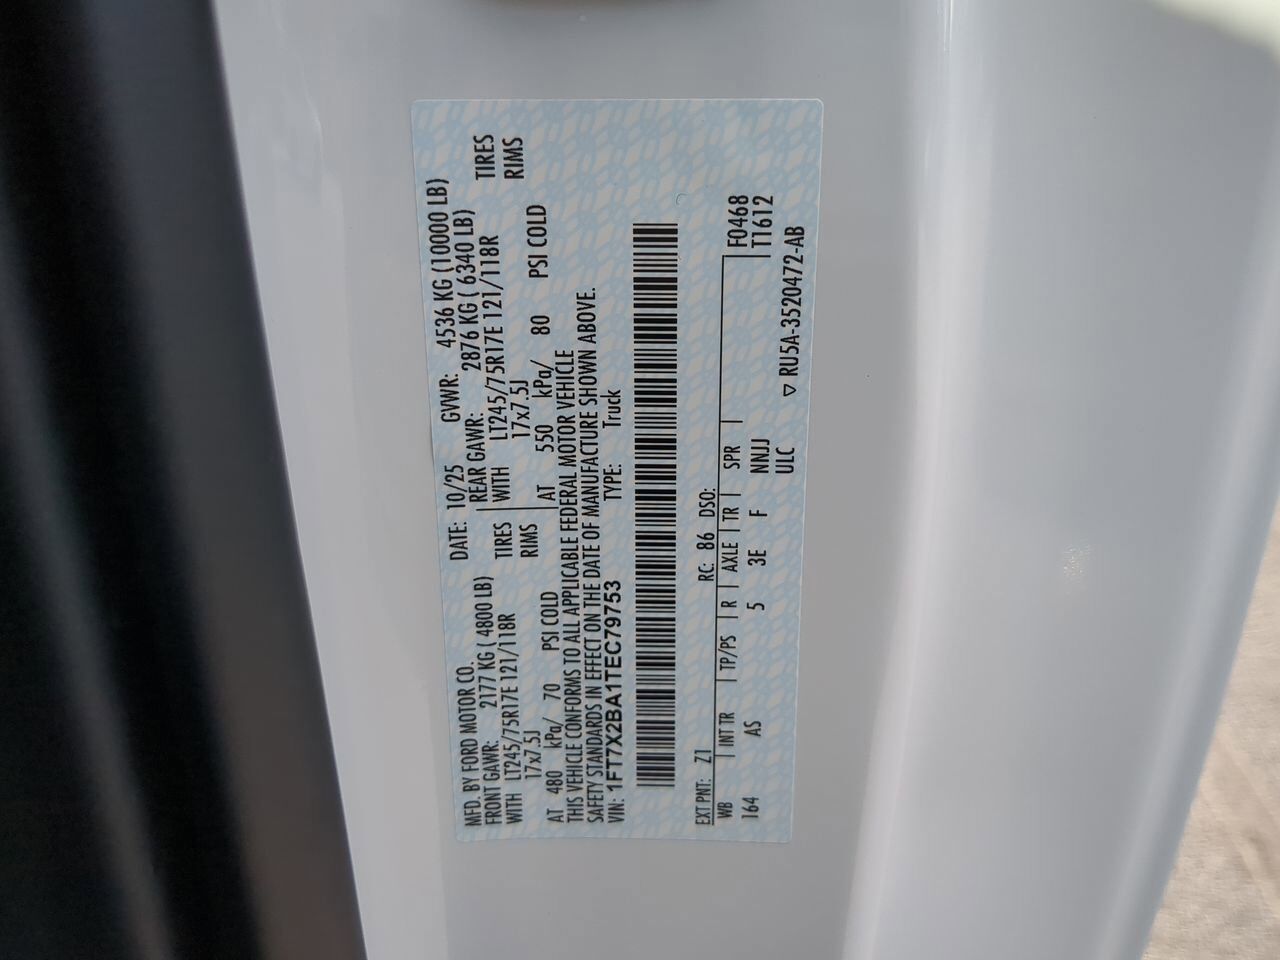 MFD. BY FORD MOTOR CO.
DATE: 10/25 GVWR: 4536 KG (10000 LB)
FRONT GAWR: 2177 KG ( 4800 LB) REAR GAWR: 2876 KG ( 6340 LB)
WITH LT245/75R17E 121/118R TIRES WITH LT245/75R17E 121/118R TIRES
17x7.5J RIMS 17x7.5J RIMS
AT 480 kPa/ 70 PSI COLD AT 550 kPa/ 80 PSI COLD
THIS VEHICLE CONFORMS TO ALL APPLICABLE FEDERAL MOTOR VEHICLE
SAFETY STANDARDS IN EFFECT ON THE DATE OF MANUFACTURE SHOWN ABOVE.
VIN: 1FT7X2BA1TEC79753 TYPE: Truck
EXT PNT: Z1 RC: 86 DSO:
WB | INT TR | TP/PS | R | AXLE | TR | SPR | F0468
164 AS 5 3E F NNJJ T1612
ULC
▽ RU5A-3520472-AB